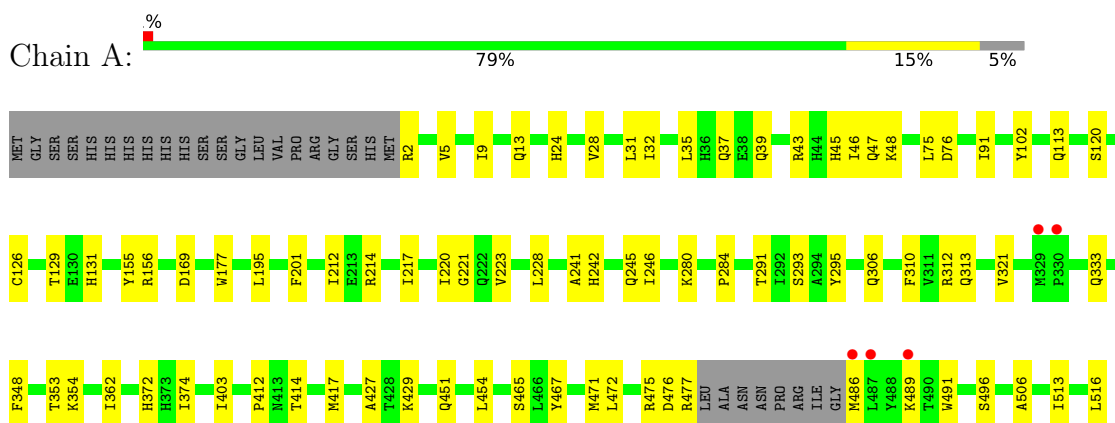 .%
Chain A:
79% 15% 5%
MET GLY SER SER HIS HIS HIS HIS HIS HIS SER SER GLY LEU VAL PRO ARG GLY SER HIS MET R2 V5 I9 Q13 H24 V28 L31 I32 L35 H36 Q37 E38 Q39 R43 H44 H45 I46 Q47 K48 L75 D76 I91 Y102 Q113 S120
C126 T129 E130 H131 Y155 R156 D169 W177 L195 F201 I212 E213 R214 I217 I220 G221 Q222 V223 L228 A241 H242 Q245 I246 K280 P284 T291 I292 S293 A294 Y295 Q306 F310 V311 R312 Q313 V321 M329 P330 Q333
F348 T353 K354 I362 H372 H373 I374 I403 P412 N413 T414 M417 A427 T428 K429 Q451 L454 S465 L466 Y467 M471 L472 R475 D476 R477 LEU ALA ASN ASN PRO ARG ILE GLY M486 L487 Y488 K489 T490 W491 S496 A506 I513 L516